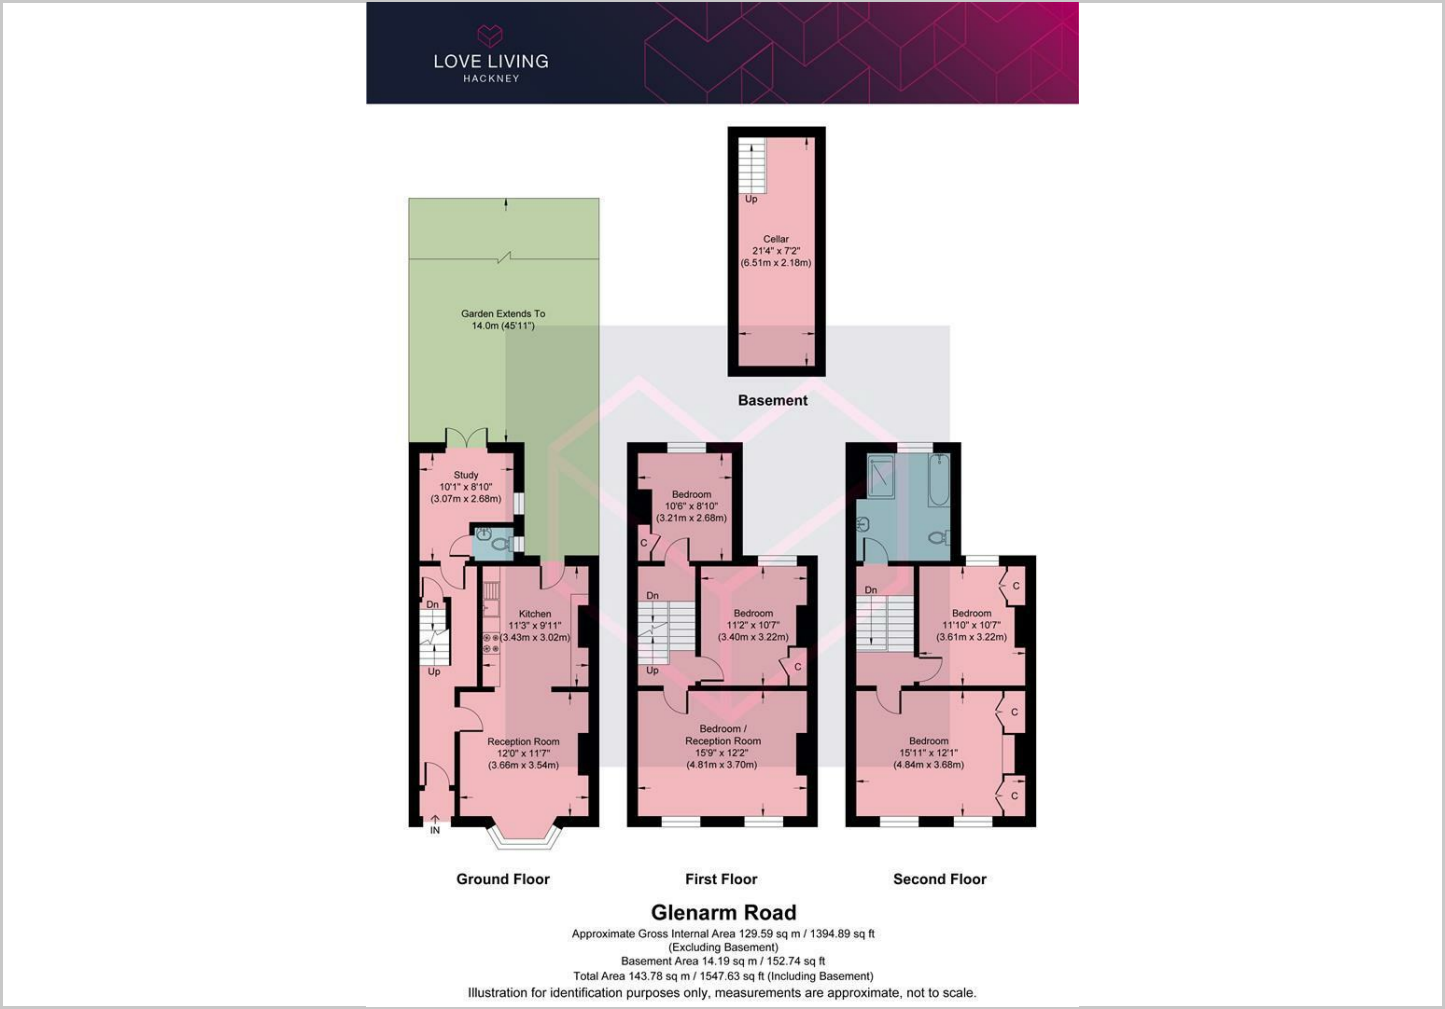 LOVE LIVING
HACKNEY
Up
Cellar
21'4" x 7'2"
(6.51m x 2.18m)
Basement
Garden Extends To
14.0m (45'11")
Study
10'1" x 8'10"
(3.07m x 2.68m)
Dn
Up
Kitchen
11'3" x 9'11"
(3.43m x 3.02m)
Reception Room
12'0" x 11'7"
(3.66m x 3.54m)
IN
Ground Floor
Bedroom
10'6" x 8'10"
(3.21m x 2.68m)
C
Dn
Up
Bedroom
11'2" x 10'7"
(3.40m x 3.22m)
C
Bedroom /
Reception Room
15'9" x 12'2"
(4.81m x 3.70m)
First Floor
Dn
C
Bedroom
11'10" x 10'7"
(3.61m x 3.22m)
C
Bedroom
15'11" x 12'1"
(4.84m x 3.68m)
C
Second Floor
Glenarm Road
Approximate Gross Internal Area 129.59 sq m / 1394.89 sq ft
(Excluding Basement)
Basement Area 14.19 sq m / 152.74 sq ft
Total Area 143.78 sq m / 1547.63 sq ft (Including Basement)
Illustration for identification purposes only, measurements are approximate, not to scale.